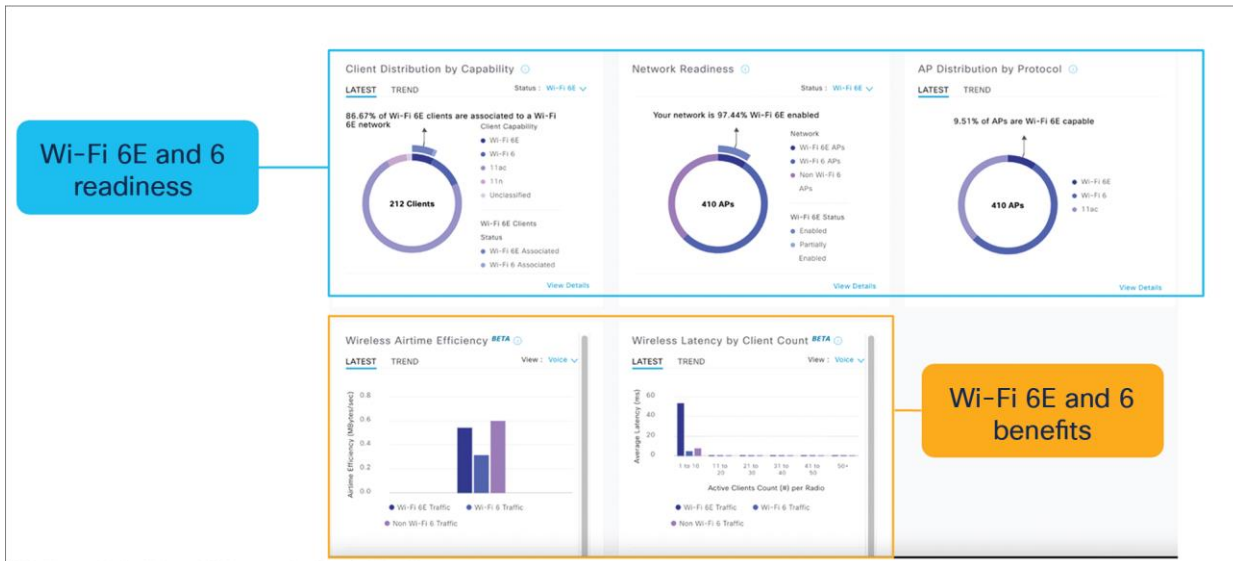 Wi-Fi 6E and 6
readiness
Client Distribution by Capability
LATEST TREND Status : Wi-Fi 6E
86.67% of Wi-Fi 6E clients are associated to a Wi-Fi
6E network
Client Capability
Wi-Fi 6E
Wi-Fi 6
11ac
11n
Unclassified
212 Clients
Wi-Fi 6E Clients
Status
Wi-Fi 6E Associated
Wi-Fi 6 Associated
View Details
Network Readiness
Status : Wi-Fi 6E
Your network is 97.44% Wi-Fi 6E enabled
Network
Wi-Fi 6E APs
Wi-Fi 6 APs
Non Wi-Fi 6
APs
410 APs
Wi-Fi 6E Status
Enabled
Partially
Enabled
View Details
AP Distribution by Protocol
LATEST TREND
9.51% of APs are Wi-Fi 6E capable
Wi-Fi 6E
Wi-Fi 6
11ac
410 APs
View Details
Wireless Airtime Efficiency BETA
LATEST TREND View : Voice
Airtime Efficiency (MBytes/sec)
0.8
0.6
0.4
0.2
0.0
Wi-Fi 6E Traffic Wi-Fi 6 Traffic
Non Wi-Fi 6 Traffic
Wireless Latency by Client Count BETA
LATEST TREND View : Voice
Average Latency (ms)
60
40
20
0
1 to 10 11 to 20 21 to 30 31 to 40 41 to 50 50+
Active Clients Count (#) per Radio
Wi-Fi 6E Traffic Wi-Fi 6 Traffic
Non Wi-Fi 6 Traffic
Wi-Fi 6E and 6
benefits